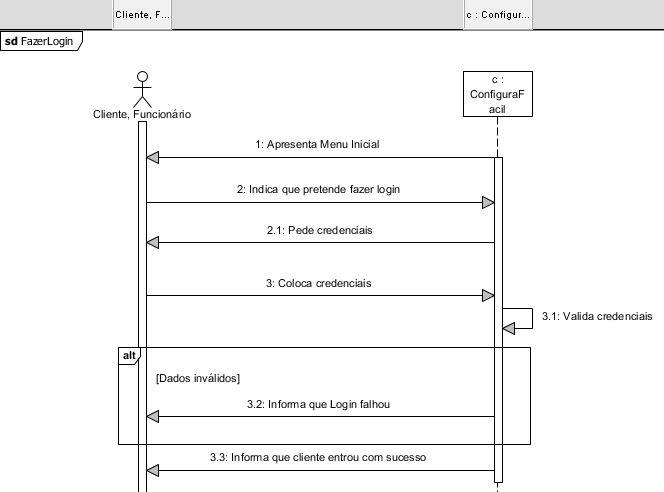 Cliente, F...
c : Configur...
sd FazerLogin
Cliente, Funcionário
c :
ConfiguraF
acil
1: Apresenta Menu Inicial
2: Indica que pretende fazer login
2.1: Pede credenciais
3: Coloca credenciais
3.1: Valida credenciais
alt
[Dados inválidos]
3.2: Informa que Login falhou
3.3: Informa que cliente entrou com sucesso